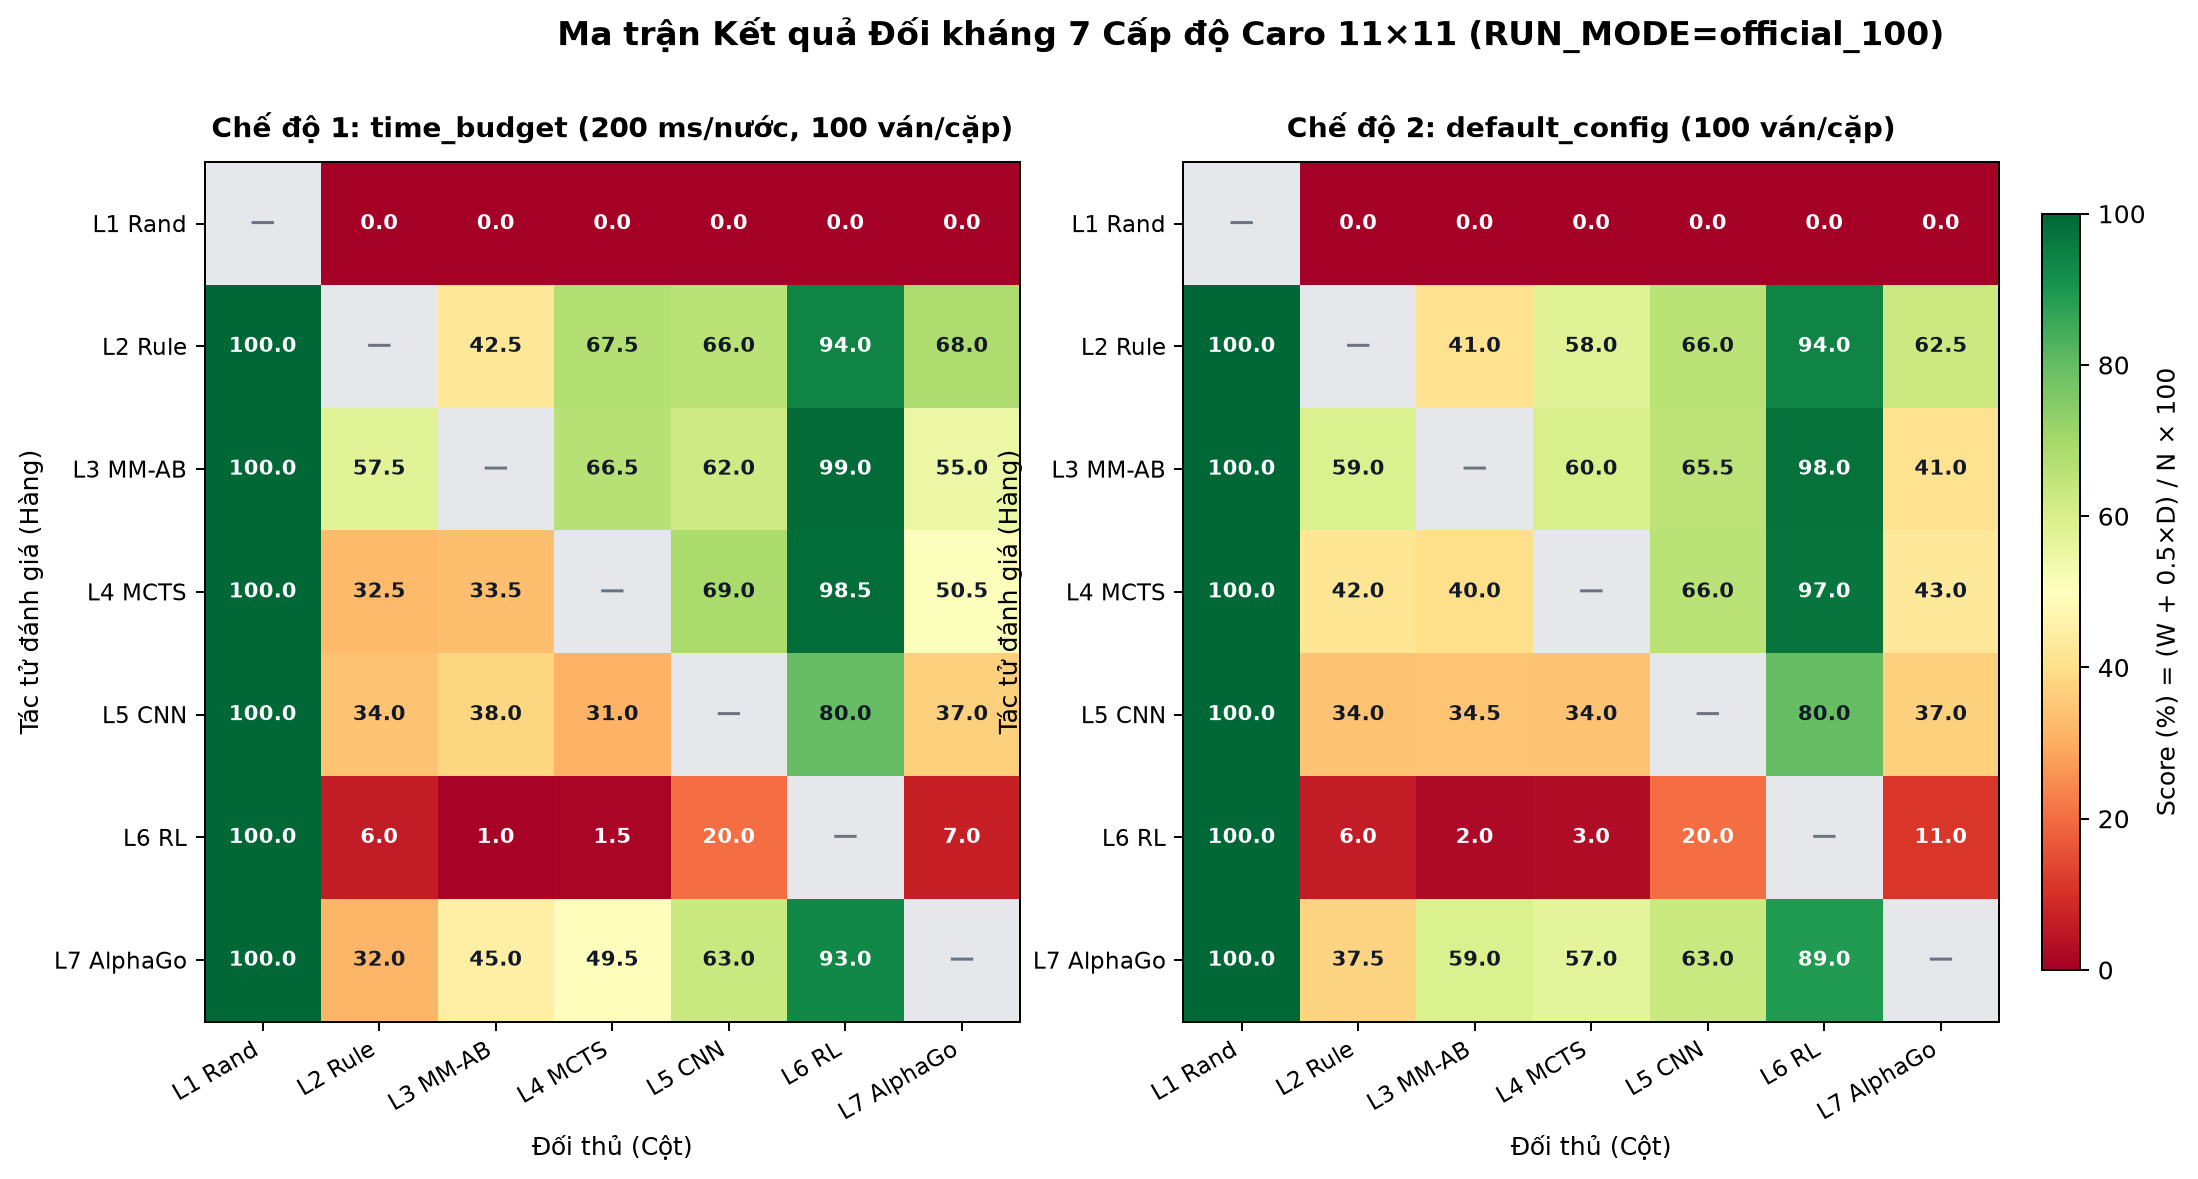 Ma trận Kết quả Đối kháng 7 Cấp độ Caro 11×11 (RUN_MODE=official_100)
Chế độ 1: time_budget (200 ms/nước, 100 ván/cặp)
Tác tử đánh giá (Hàng)
L1 Rand — 0.0 0.0 0.0 0.0 0.0 0.0
L2 Rule 100.0 — 42.5 67.5 66.0 94.0 68.0
L3 MM-AB 100.0 57.5 — 66.5 62.0 99.0 55.0
L4 MCTS 100.0 32.5 33.5 — 69.0 98.5 50.5
L5 CNN 100.0 34.0 38.0 31.0 — 80.0 37.0
L6 RL 100.0 6.0 1.0 1.5 20.0 — 7.0
L7 AlphaGo 100.0 32.0 45.0 49.5 63.0 93.0 —
L1 Rand L2 Rule L3 MM-AB L4 MCTS L5 CNN L6 RL L7 AlphaGo
Đối thủ (Cột)
Chế độ 2: default_config (100 ván/cặp)
Tác tử đánh giá (Hàng)
L1 Rand — 0.0 0.0 0.0 0.0 0.0 0.0
L2 Rule 100.0 — 41.0 58.0 66.0 94.0 62.5
L3 MM-AB 100.0 59.0 — 60.0 65.5 98.0 41.0
L4 MCTS 100.0 42.0 40.0 — 66.0 97.0 43.0
L5 CNN 100.0 34.0 34.5 34.0 — 80.0 37.0
L6 RL 100.0 6.0 2.0 3.0 20.0 — 11.0
L7 AlphaGo 100.0 37.5 59.0 57.0 63.0 89.0 —
L1 Rand L2 Rule L3 MM-AB L4 MCTS L5 CNN L6 RL L7 AlphaGo
Đối thủ (Cột)
100
80
60
40
20
0
Score (%) = (W + 0.5×D) / N × 100